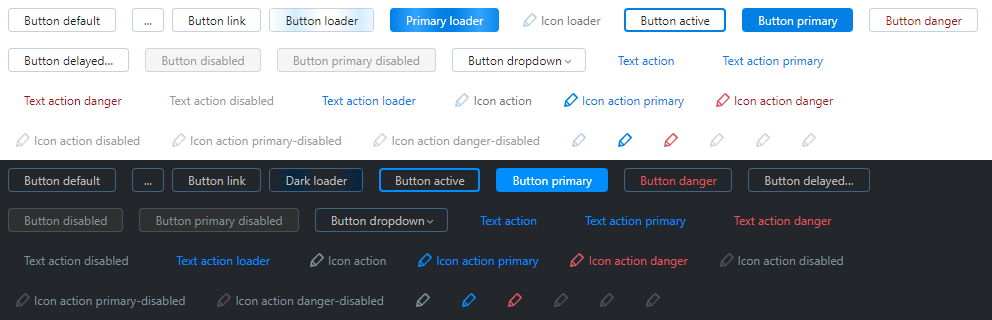 Button default ... Button link Button loader Primary loader Icon loader Button active Button primary Button danger
Button delayed... Button disabled Button primary disabled Button dropdown Text action Text action primary
Text action danger Text action disabled Text action loader Icon action Icon action primary Icon action danger
Icon action disabled Icon action primary-disabled Icon action danger-disabled
Button default ... Button link Dark loader Button active Button primary Button danger Button delayed...
Button disabled Button primary disabled Button dropdown Text action Text action primary Text action danger
Text action disabled Text action loader Icon action Icon action primary Icon action danger Icon action disabled
Icon action primary-disabled Icon action danger-disabled